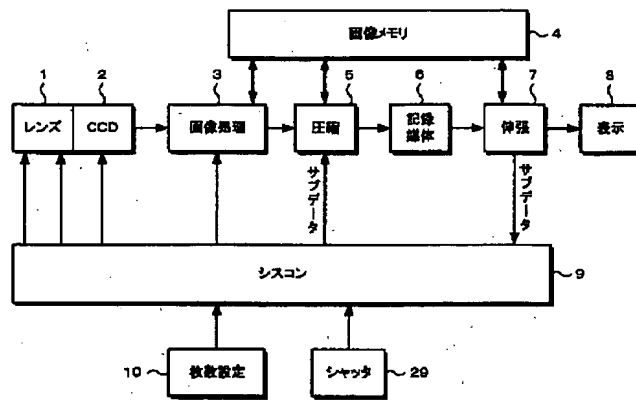 画像メモリ
4
1
2
3
5
6
7
8
レンズ
CCD
画像処理
圧縮
記録
媒体
伸張
表示
サブデータ
サブデータ
シスコン
9
10
枚数設定
シャッタ
29